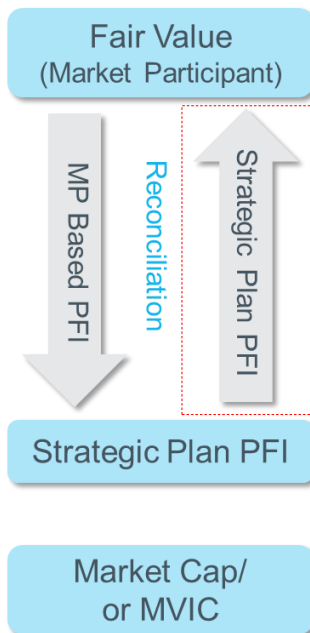 Fair Value
(Market Participant)
MP Based PFI
Reconciliation
Strategic Plan PFI
Strategic Plan PFI
Market Cap/
or MVIC